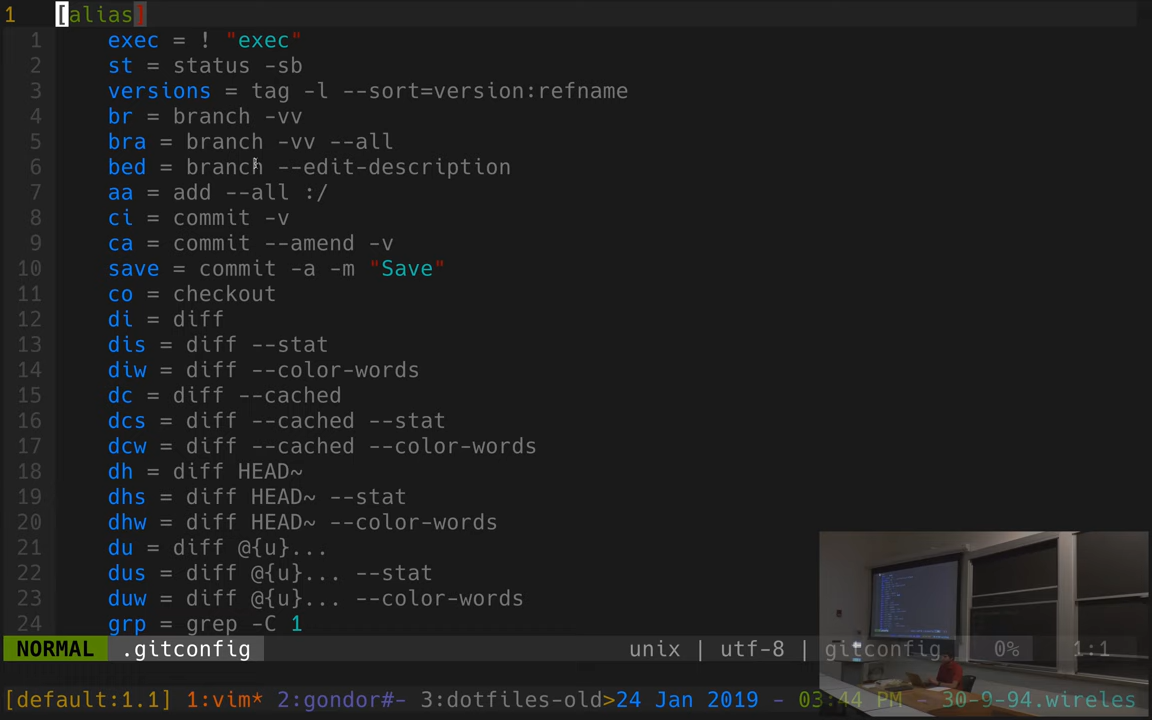 1 [alias]
1 exec = ! "exec"
2 st = status -sb
3 versions = tag -l --sort=version:refname
4 br = branch -vv
5 bra = branch -vv --all
6 bed = branch --edit-description
7 aa = add --all :/
8 ci = commit -v
9 ca = commit --amend -v
10 save = commit -a -m "Save"
11 co = checkout
12 di = diff
13 dis = diff --stat
14 diw = diff --color-words
15 dc = diff --cached
16 dcs = diff --cached --stat
17 dcw = diff --cached --color-words
18 dh = diff HEAD~
19 dhs = diff HEAD~ --stat
20 dhw = diff HEAD~ --color-words
21 du = diff @{u}...
22 dus = diff @{u}... --stat
23 duw = diff @{u}... --color-words
24 grp = grep -C 1
NORMAL .gitconfig unix | utf-8 | gitconfig 0% 1:1
[default:1.1] 1:vim* 2:gondor#- 3:dotfiles-old>24 Jan 2019 - 03:44 PM - 30-9-94.wireles